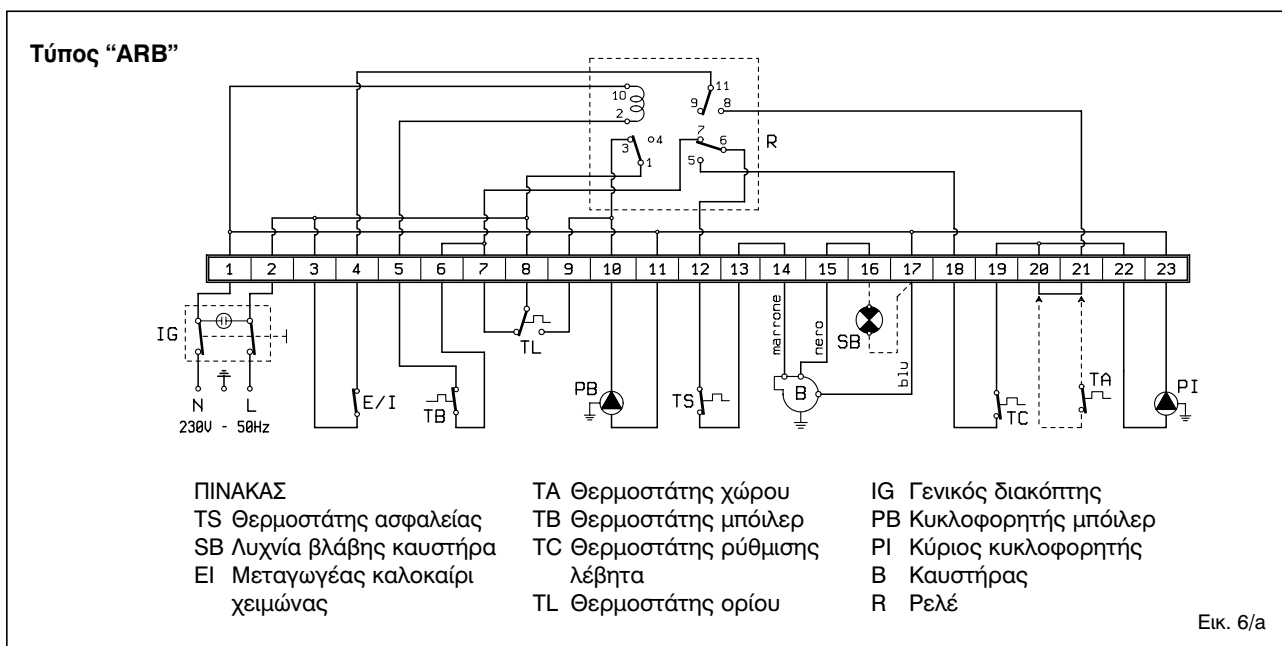 Τύπος “ARB”
11
10
9 8
2
7
3 4 6 R
1 5
1 2 3 4 5 6 7 8 9 10 11 12 13 14 15 16 17 18 19 20 21 22 23
marrone
nero
blu
IG
E/I
TB
TL
PB
TS
B
SB
TC
TA
PI
N L
230V - 50Hz
ΠΙΝΑΚΑΣ
TS Θερμοστάτης ασφαλείας
SB Λυχνία βλάβης καυστήρα
EI Μεταγωγέας καλοκαίρι
χειμώνας
TA Θερμοστάτης χώρου
TB Θερμοστάτης μπόιλερ
TC Θερμοστάτης ρύθμισης
λέβητα
TL Θερμοστάτης ορίου
IG Γενικός διακόπτης
PB Κυκλοφορητής μπόιλερ
PI Κύριος κυκλοφορητής
B Καυστήρας
R Ρελέ
Εικ. 6/a